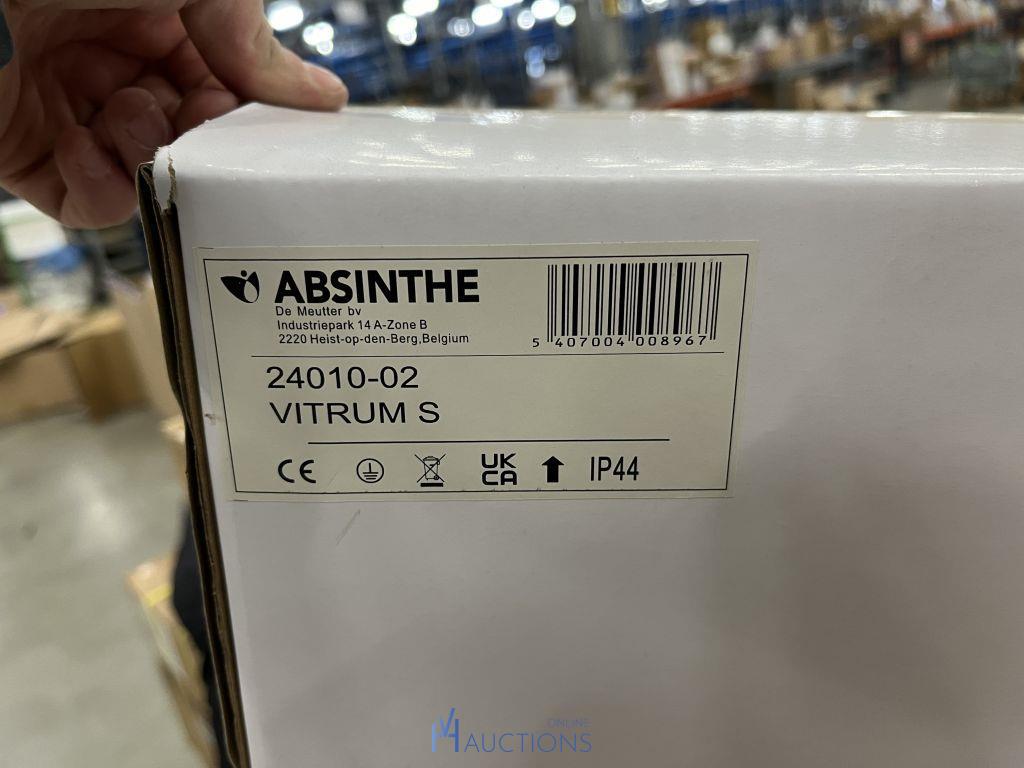 ABSINTHE
De Meutter bv
Industriepark 14 A-Zone B
2220 Heist-op-den-Berg,Belgium
5 407004 008967
24010-02
VITRUM S
CE
UK
CA
IP44
ONLINE
VH AUCTIONS